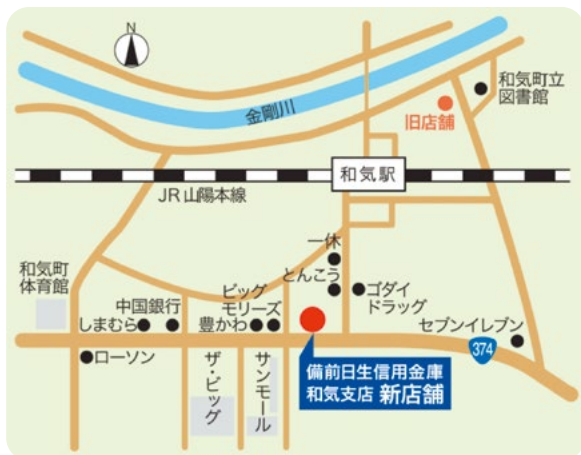 N
和気町立
図書館
旧店舗
金剛川
和気駅
JR山陽本線
一休
とんこう
ゴダイ
ドラッグ
和気町
体育館
中国銀行
しまむら
ビッグ
モリーズ
豊かわ
セブンイレブン
ローソン
374
ザ・ビッグ
サンモール
備前日生信用金庫
和気支店 新店舗